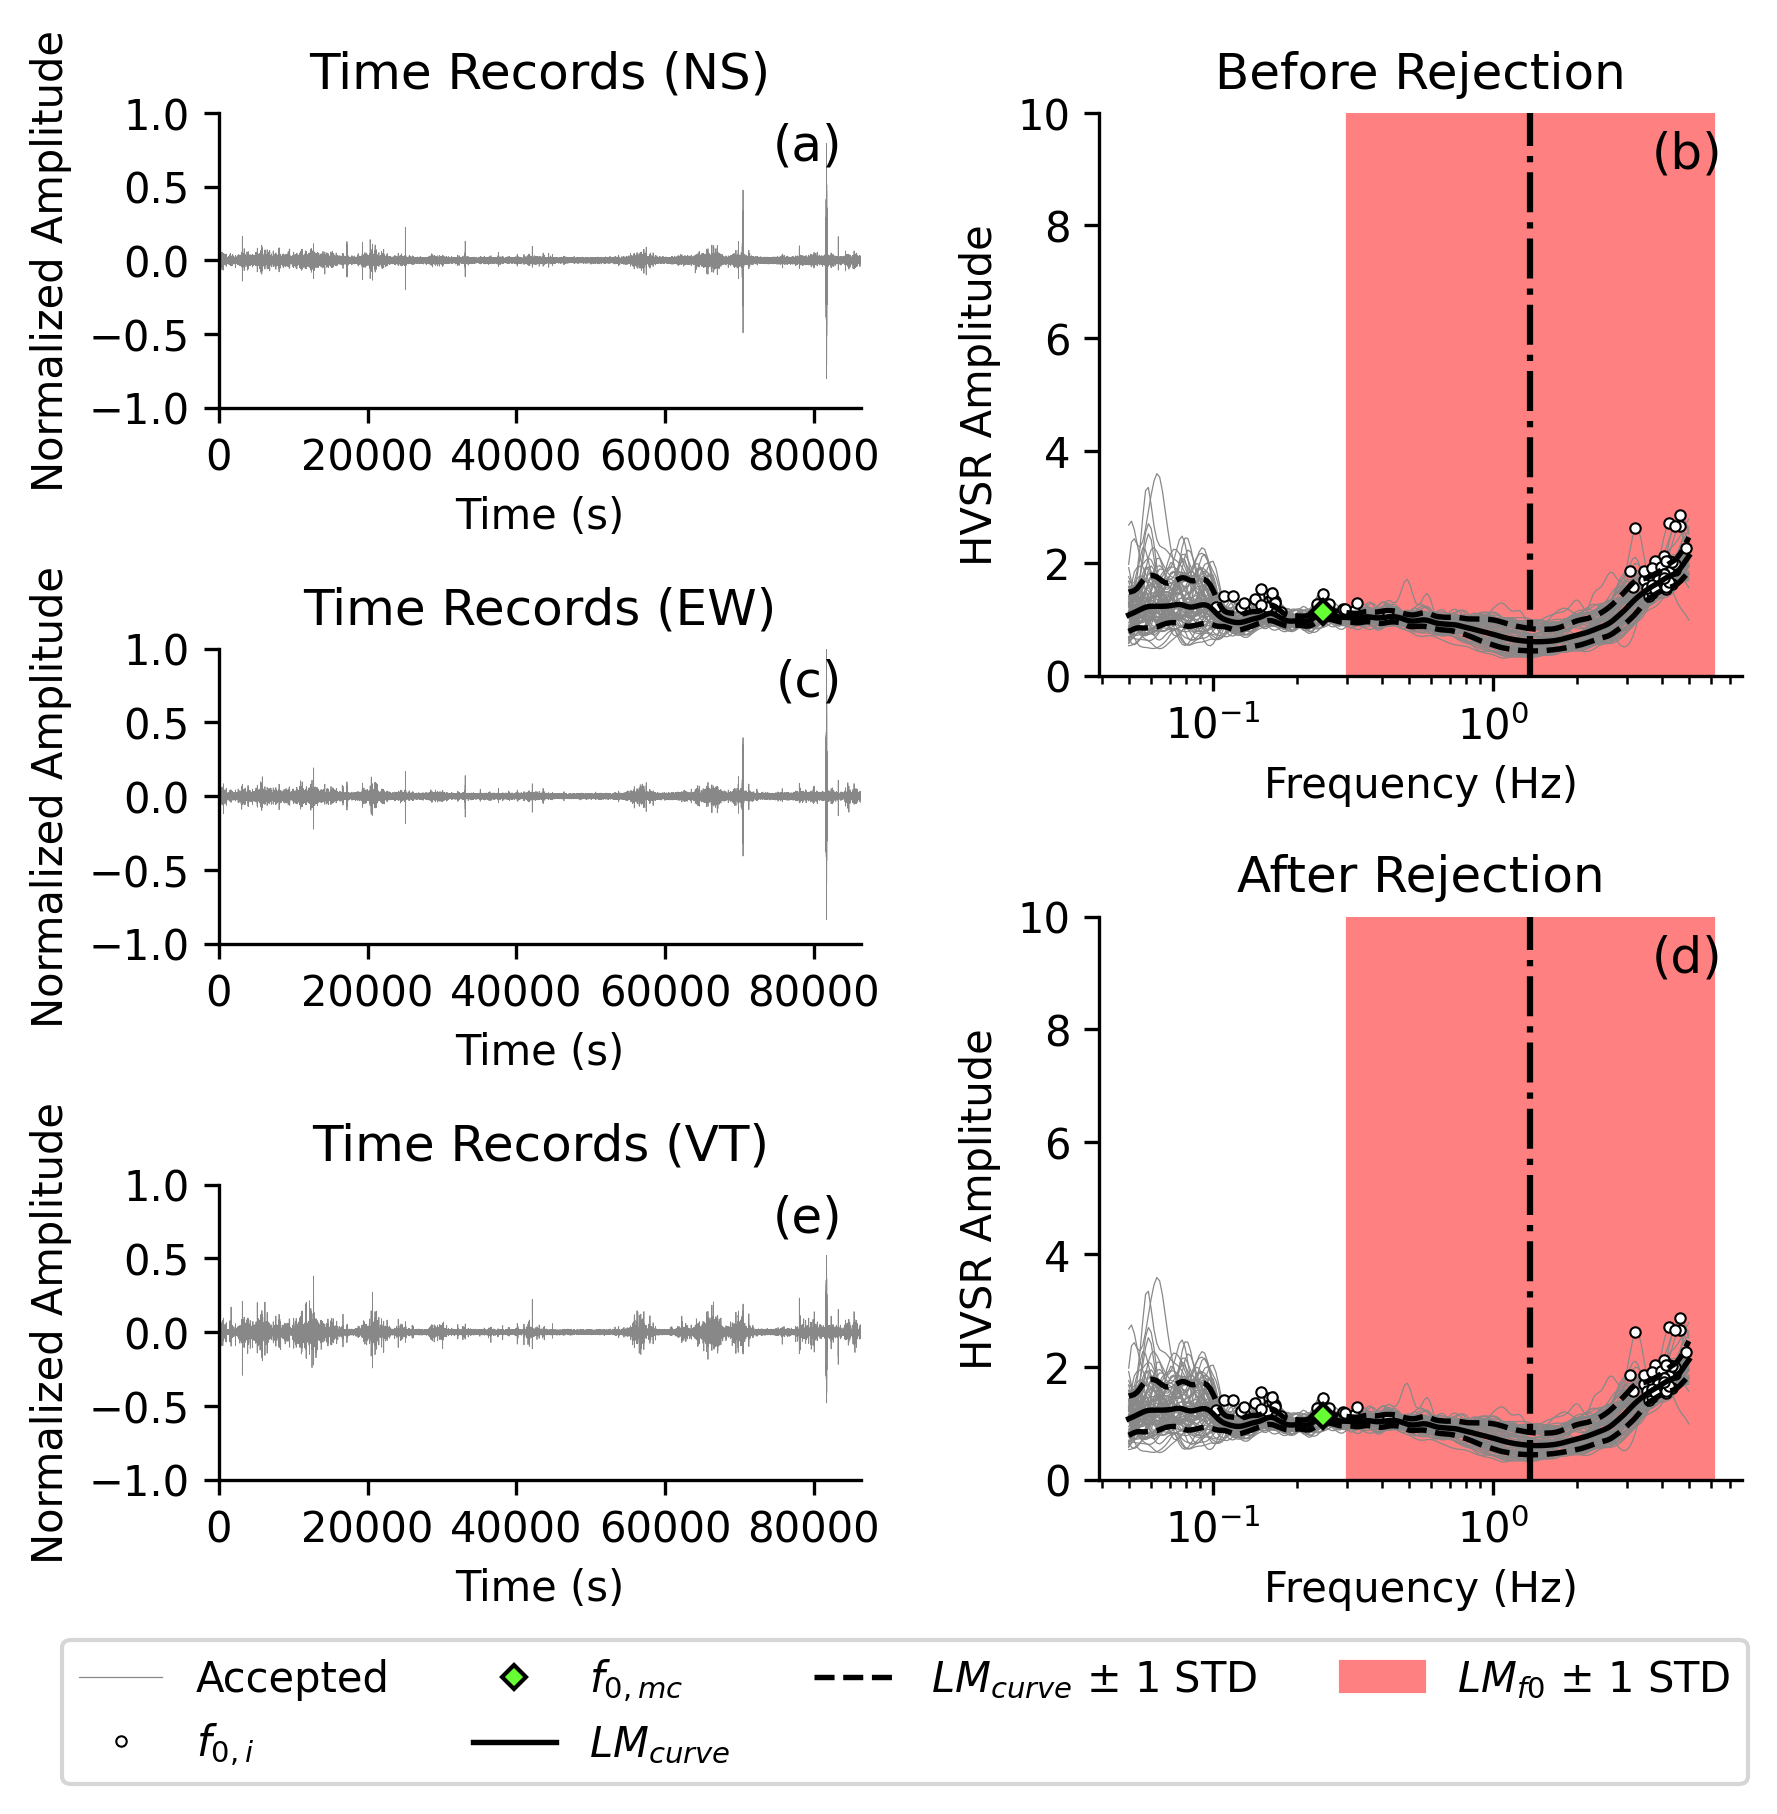 Time Records (NS)
Normalized Amplitude
1.0
0.5
0.0
−0.5
−1.0
(a)
0 20000 40000 60000 80000
Time (s)
Before Rejection
HVSR Amplitude
10
8
6
4
2
0
(b)
10⁻¹ 10⁰
Frequency (Hz)
Time Records (EW)
Normalized Amplitude
1.0
0.5
0.0
−0.5
−1.0
(c)
0 20000 40000 60000 80000
Time (s)
After Rejection
HVSR Amplitude
10
8
6
4
2
0
(d)
10⁻¹ 10⁰
Frequency (Hz)
Time Records (VT)
Normalized Amplitude
1.0
0.5
0.0
−0.5
−1.0
(e)
0 20000 40000 60000 80000
Time (s)
Accepted
f0,i
f0,mc
LMcurve
LMcurve ± 1 STD
LMf0 ± 1 STD